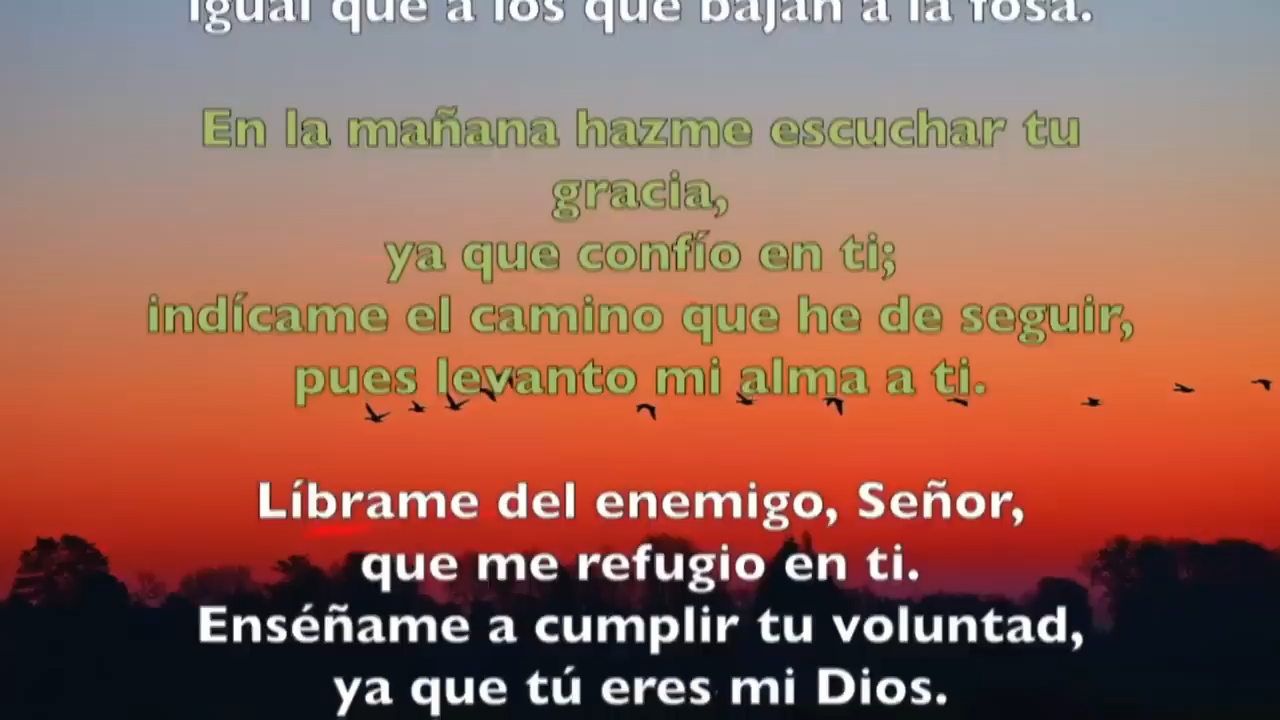 igual que a los que bajan a la fosa.
En la mañana hazme escuchar tu
gracia,
ya que confío en ti;
indícame el camino que he de seguir,
pues levanto mi alma a ti.
Líbrame del enemigo, Señor,
que me refugio en ti.
Enséñame a cumplir tu voluntad,
ya que tú eres mi Dios.